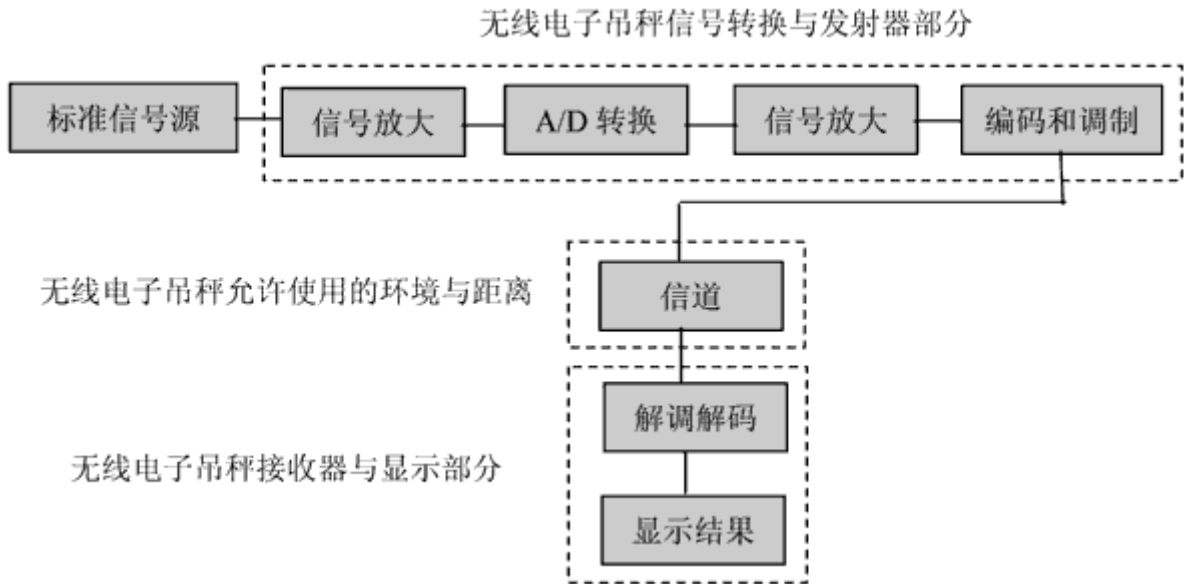 无线电子吊秤信号转换与发射器部分
标准信号源
信号放大
A/D 转换
信号放大
编码和调制
无线电子吊秤允许使用的环境与距离
信道
解调解码
无线电子吊秤接收器与显示部分
显示结果